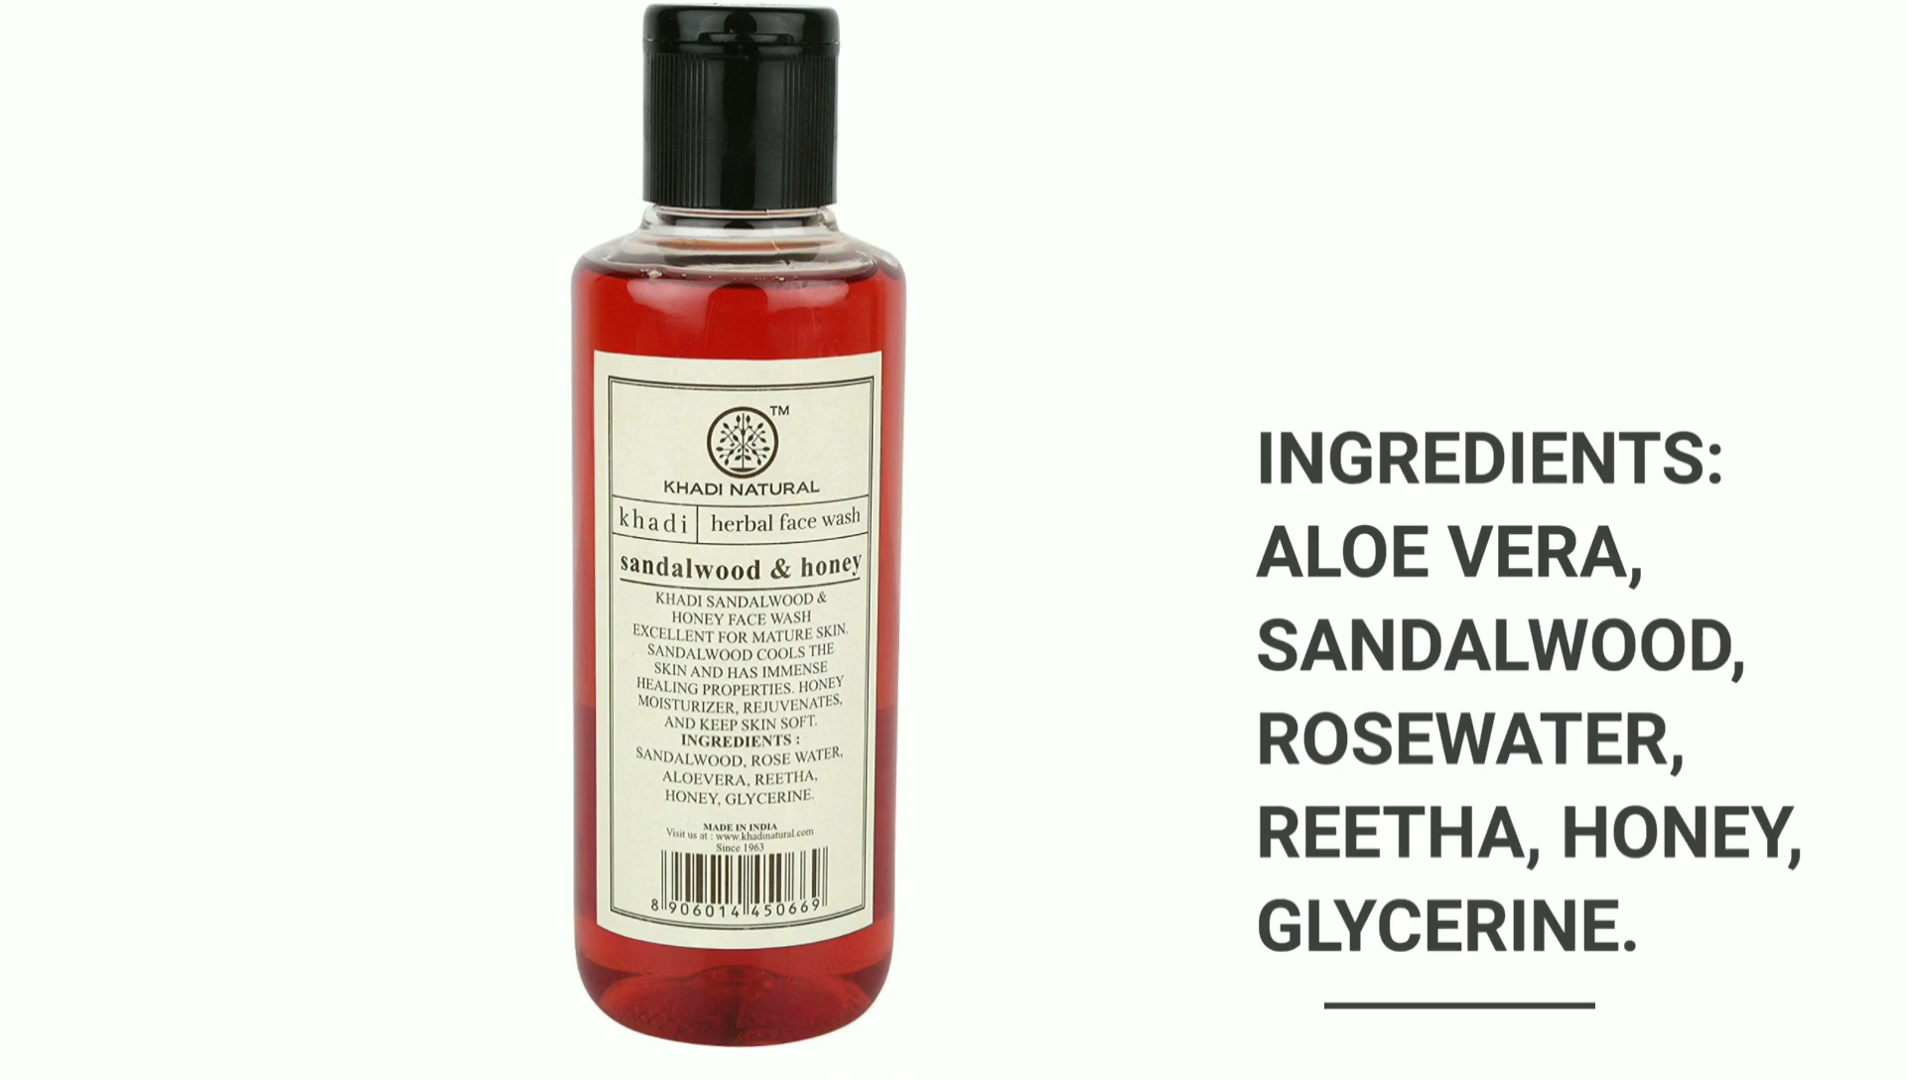 TM
KHADI NATURAL
khadi herbal face wash
sandalwood & honey
KHADI SANDALWOOD &
HONEY FACE WASH
EXCELLENT FOR MATURE SKIN.
SANDALWOOD COOLS THE
SKIN AND HAS IMMENSE
HEALING PROPERTIES. HONEY
MOISTURIZER, REJUVENATES,
AND KEEP SKIN SOFT.
INGREDIENTS :
SANDALWOOD, ROSE WATER,
ALOEVERA, REETHA,
HONEY, GLYCERINE.
MADE IN INDIA
Visit us at : www.khadinatural.com
Since 1963
8 906014 450669
INGREDIENTS:
ALOE VERA,
SANDALWOOD,
ROSEWATER,
REETHA, HONEY,
GLYCERINE.